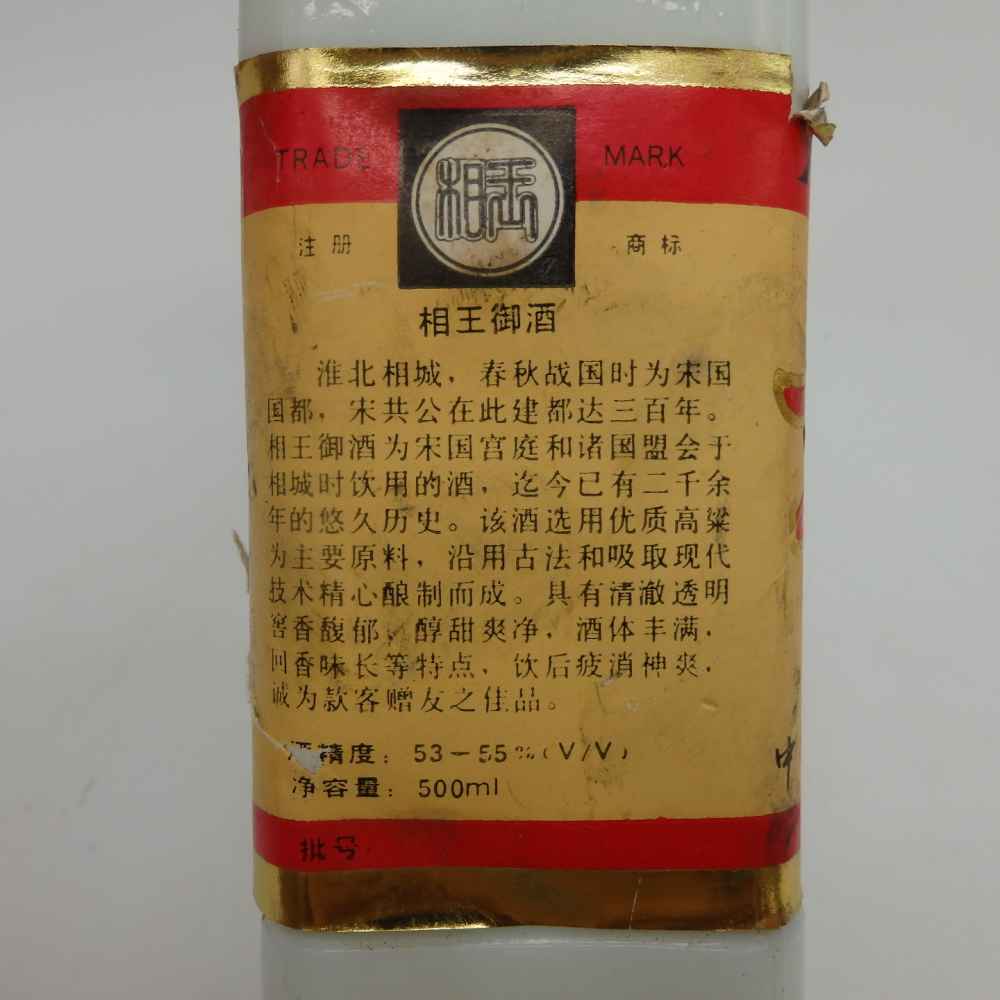 TRADE MARK
相王
注册 商标
相王御酒
淮北相城，春秋战国时为宋国
国都，宋共公在此建都达三百年。
相王御酒为宋国宫庭和诸国盟会于
相城时饮用的酒，迄今已有二千余
年的悠久历史。该酒选用优质高粱
为主要原料，沿用古法和吸取现代
技术精心酿制而成。具有清澈透明
窖香馥郁，醇甜爽净，酒体丰满，
回香味长等特点，饮后疲消神爽，
诚为款客赠友之佳品。
酒精度：53－55%(V/V)
净容量：500ml
批号
中